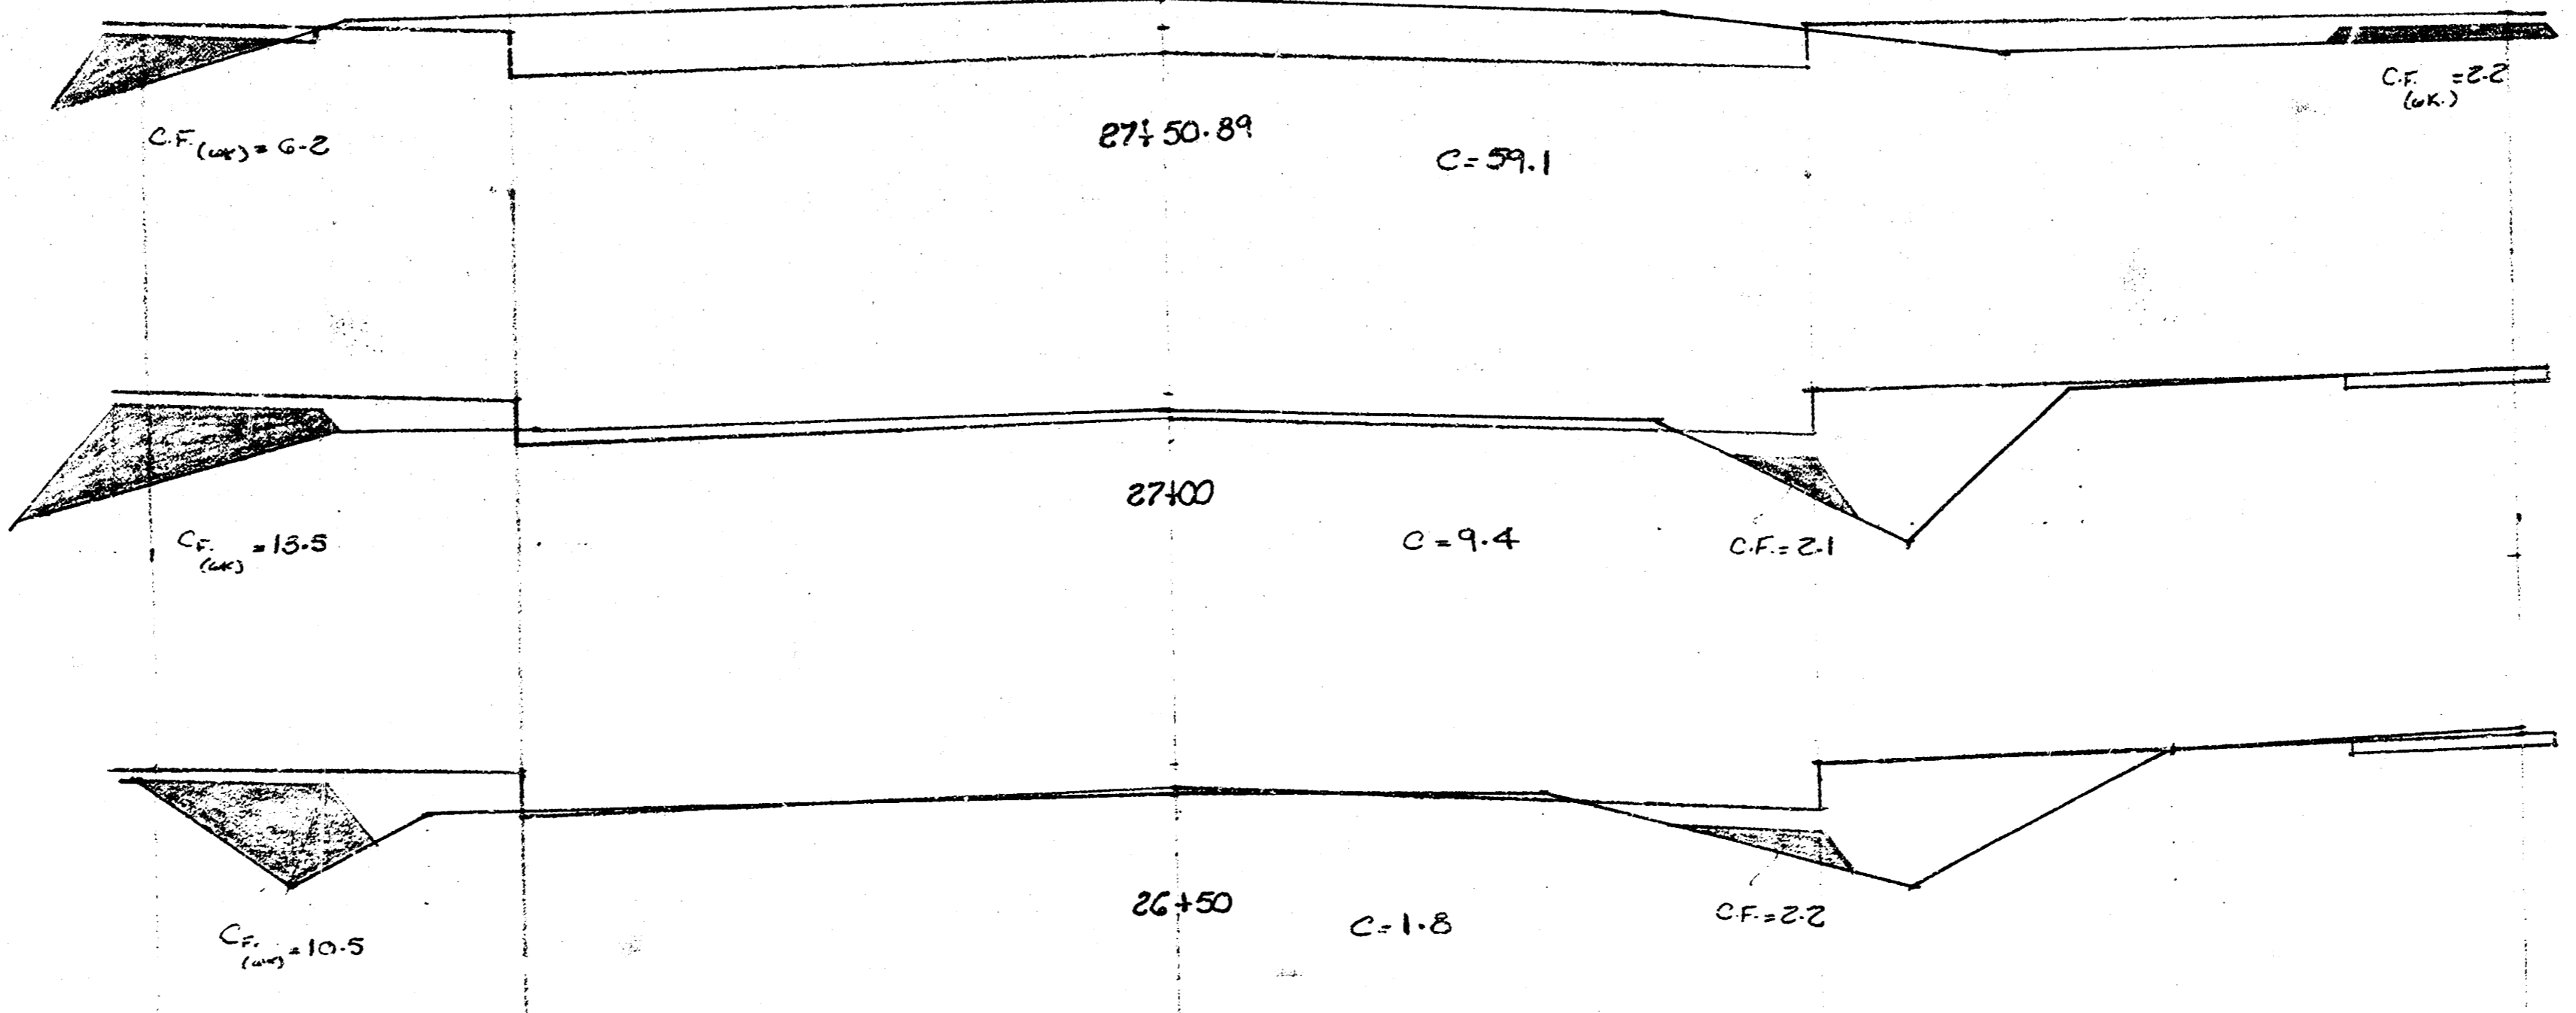 C.F. (wk) = 6.2
27+50.89
C = 59.1
C.F. (wk.) = 2.2
C.F. (wk) = 13.5
27+00
C = 9.4
C.F. = 2.1
C.F. (wk) = 10.5
26+50
C = 1.8
C.F. = 2.2